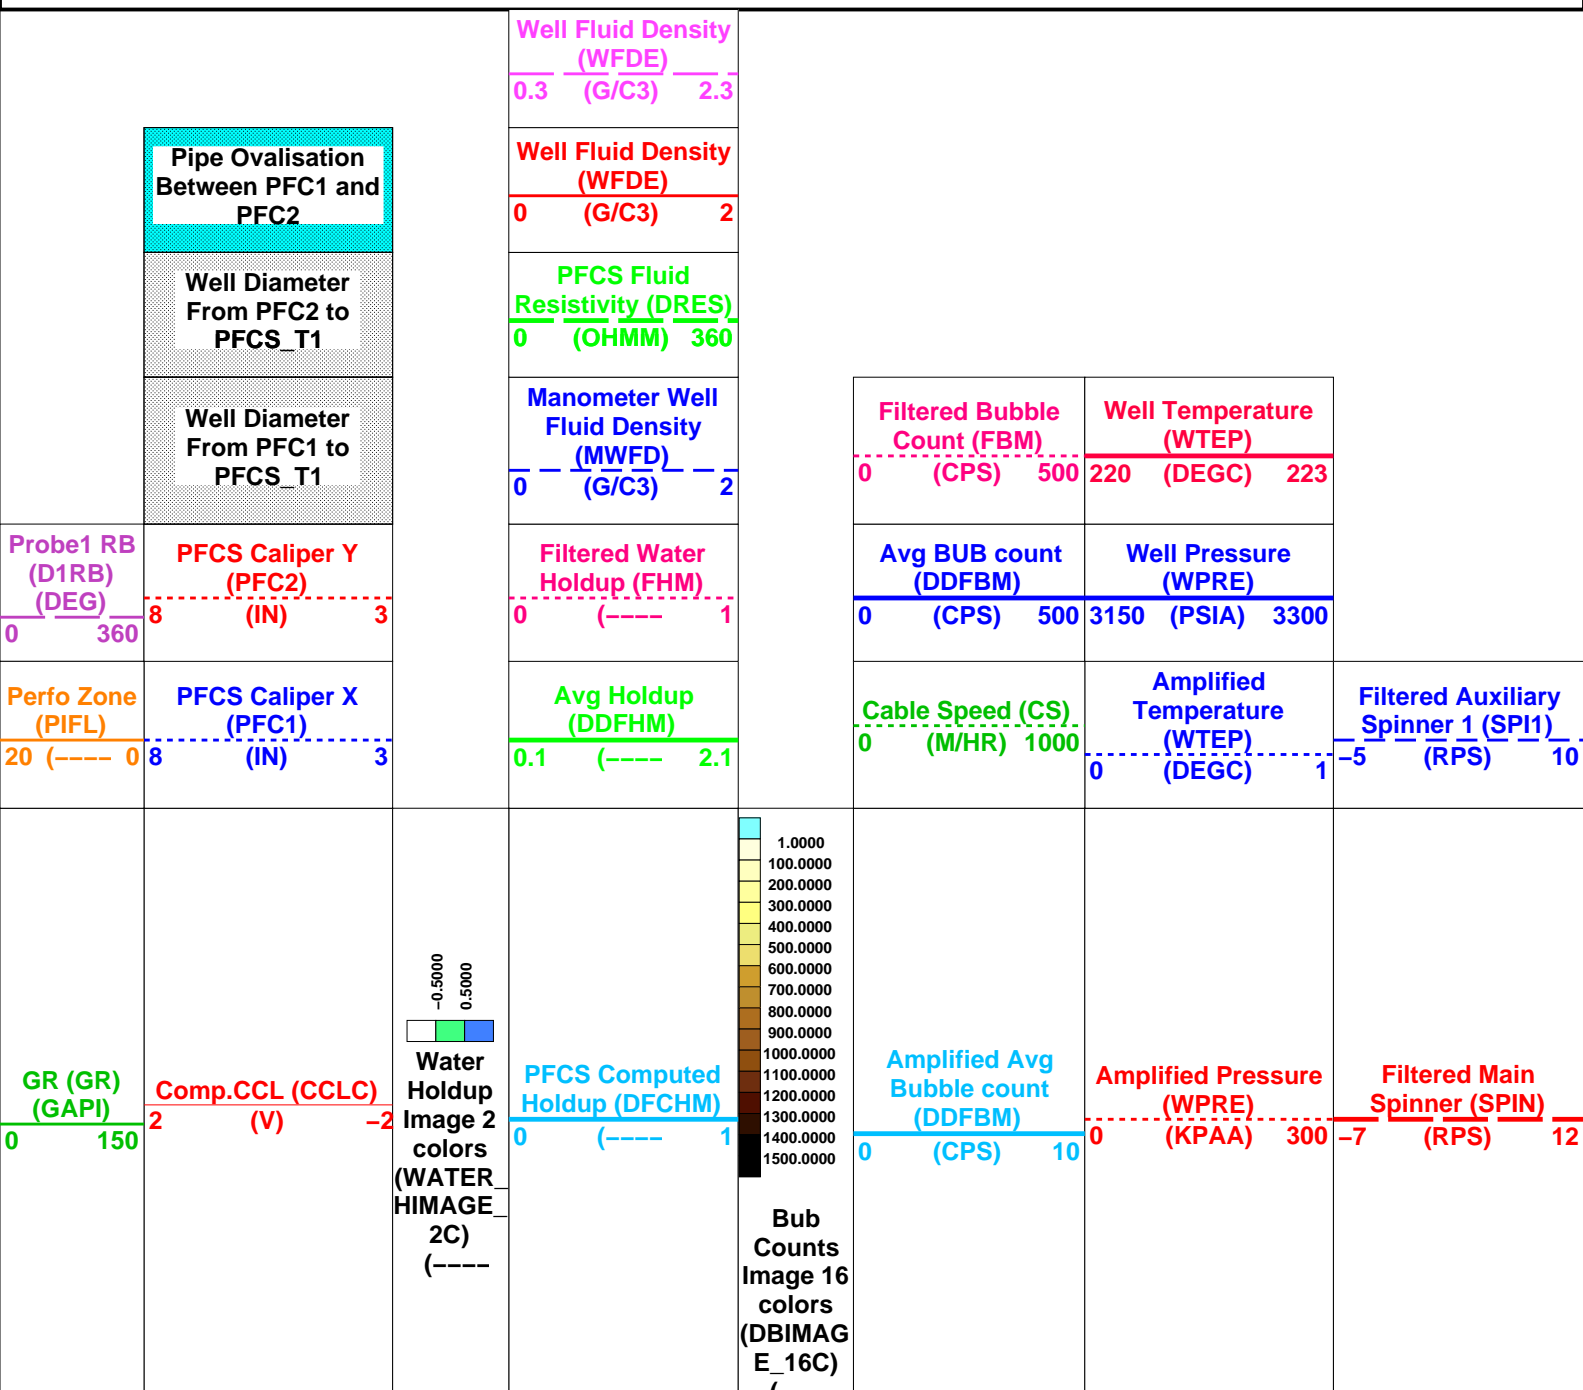 Well Fluid Density
(WFDE)
0.3 (G/C3) 2.3
Pipe Ovalisation
Between PFC1 and
PFC2
Well Fluid Density
(WFDE)
0 (G/C3) 2
Well Diameter
From PFC2 to
PFCS_T1
PFCS Fluid
Resistivity (DRES)
0 (OHMM) 360
Well Diameter
From PFC1 to
PFCS_T1
Manometer Well
Fluid Density
(MWFD)
0 (G/C3) 2
Filtered Bubble
Count (FBM)
0 (CPS) 500
Well Temperature
(WTEP)
220 (DEGC) 223
Probe1 RB
(D1RB)
(DEG)
0 360
PFCS Caliper Y
(PFC2)
8 (IN) 3
Filtered Water
Holdup (FHM)
0 (---- 1
Avg BUB count
(DDFBM)
0 (CPS) 500
Well Pressure
(WPRE)
3150 (PSIA) 3300
Perfo Zone
(PIFL)
20 (---- 0
PFCS Caliper X
(PFC1)
8 (IN) 3
Avg Holdup
(DDFHM)
0.1 (---- 2.1
Cable Speed (CS)
0 (M/HR) 1000
Amplified
Temperature
(WTEP)
0 (DEGC) 1
Filtered Auxiliary
Spinner 1 (SPI1)
-5 (RPS) 10
GR (GR)
(GAPI)
0 150
Comp.CCL (CCLC)
2 (V) -2
-0.5000
0.5000
Water
Holdup
Image 2
colors
(WATER_
HIMAGE_
2C)
(----
PFCS Computed
Holdup (DFCHM)
0 (---- 1
1.0000
100.0000
200.0000
300.0000
400.0000
500.0000
600.0000
700.0000
800.0000
900.0000
1000.0000
1100.0000
1200.0000
1300.0000
1400.0000
1500.0000
Bub
Counts
Image 16
colors
(DBIMAG
E_16C)
Amplified Avg
Bubble count
(DDFBM)
0 (CPS) 10
Amplified Pressure
(WPRE)
0 (KPAA) 300
Filtered Main
Spinner (SPIN)
-7 (RPS) 12